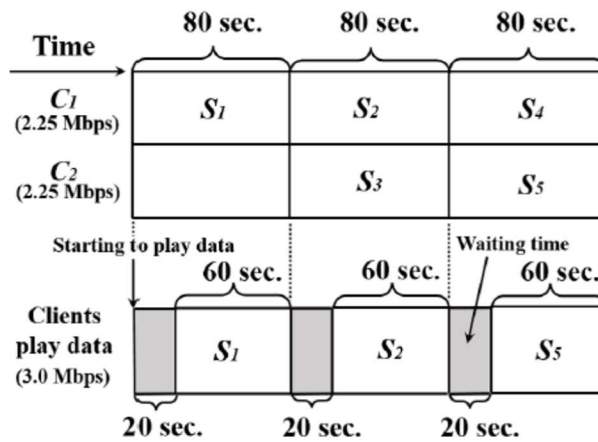 80 sec. 80 sec. 80 sec.
Time
C1 S1 S2 S4
(2.25 Mbps)
C2 S3 S5
(2.25 Mbps)
Starting to play data Waiting time
60 sec. 60 sec. 60 sec.
Clients
play data S1 S2 S5
(3.0 Mbps)
20 sec. 20 sec. 20 sec.